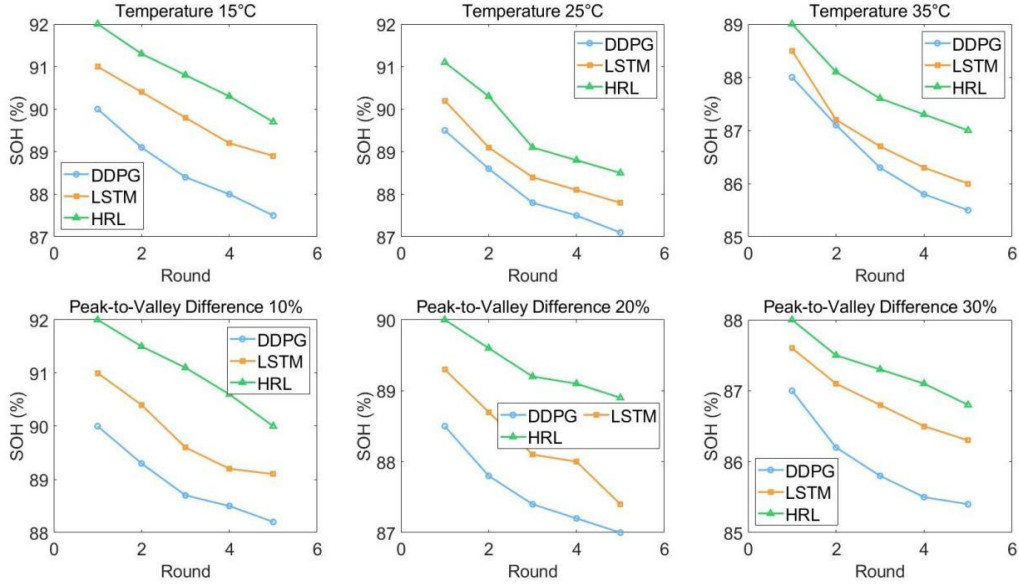 Temperature 15°C
92
91
90
89
88
87
SOH (%)
DDPG
LSTM
HRL
0 2 4 6
Round
Temperature 25°C
92
91
90
89
88
87
SOH (%)
DDPG
LSTM
HRL
0 2 4 6
Round
Temperature 35°C
89
88
87
86
85
SOH (%)
DDPG
LSTM
HRL
0 2 4 6
Round
Peak-to-Valley Difference 10%
92
91
90
89
88
SOH (%)
DDPG
LSTM
HRL
0 2 4 6
Round
Peak-to-Valley Difference 20%
90
89
88
87
SOH (%)
DDPG LSTM
HRL
0 2 4 6
Round
Peak-to-Valley Difference 30%
88
87
86
85
SOH (%)
DDPG
LSTM
HRL
0 2 4 6
Round